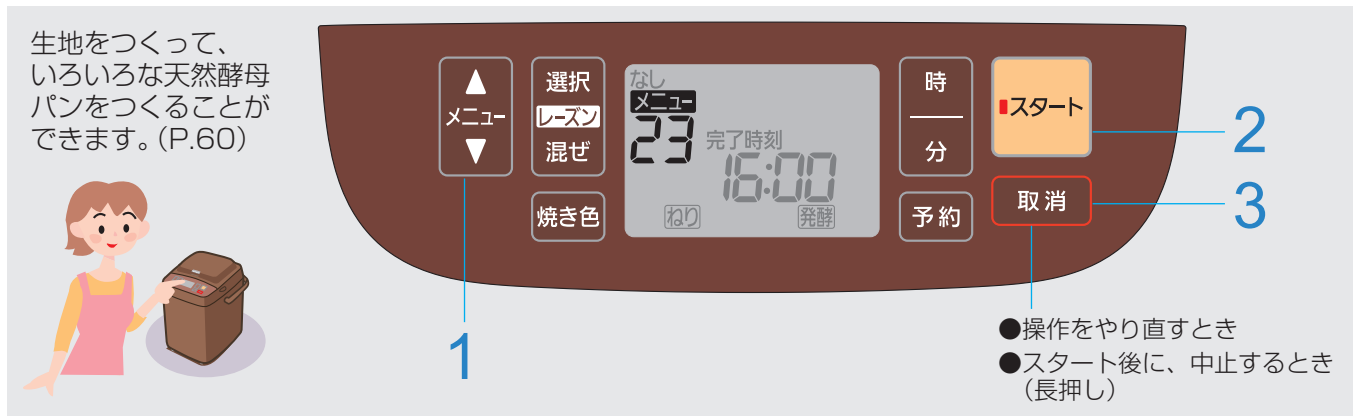 生地をつくって、
いろいろな天然酵母
パンをつくることが
できます。(P.60)
▲
メニュー
▼
選択
レーズン
混ぜ
焼き色
なし
メニュー
23
完了時刻
16:00
ねり
発酵
時
分
予約
スタート
取消
1
2
3
●操作をやり直すとき
●スタート後に、中止するとき
(長押し)